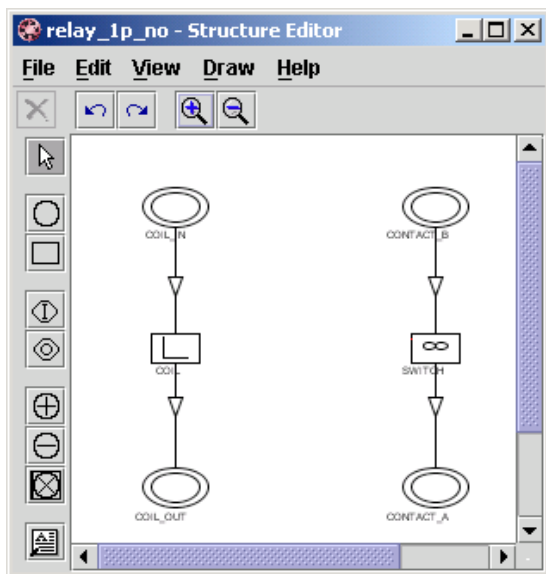 relay_1p_no - Structure Editor
File Edit View Draw Help
COIL_IN CONTACT_B
COIL SWITCH
COIL_OUT CONTACT_A